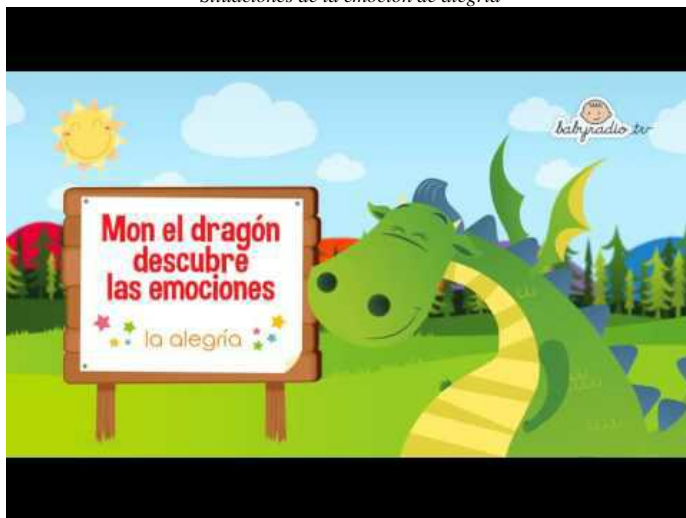 Situaciones de la emoción de alegría
babyradio tv
Mon el dragón
descubre
las emociones
la alegría